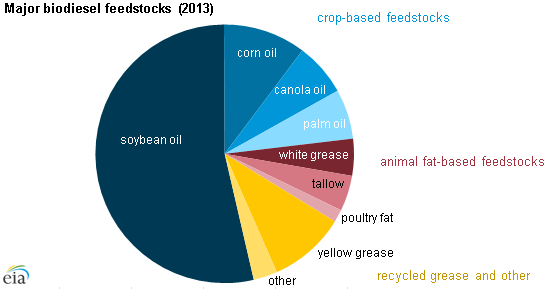 Major biodiesel feedstocks (2013)
crop-based feedstocks
corn oil
canola oil
palm oil
soybean oil
white grease
animal fat-based feedstocks
tallow
poultry fat
yellow grease
recycled grease and other
other
eia